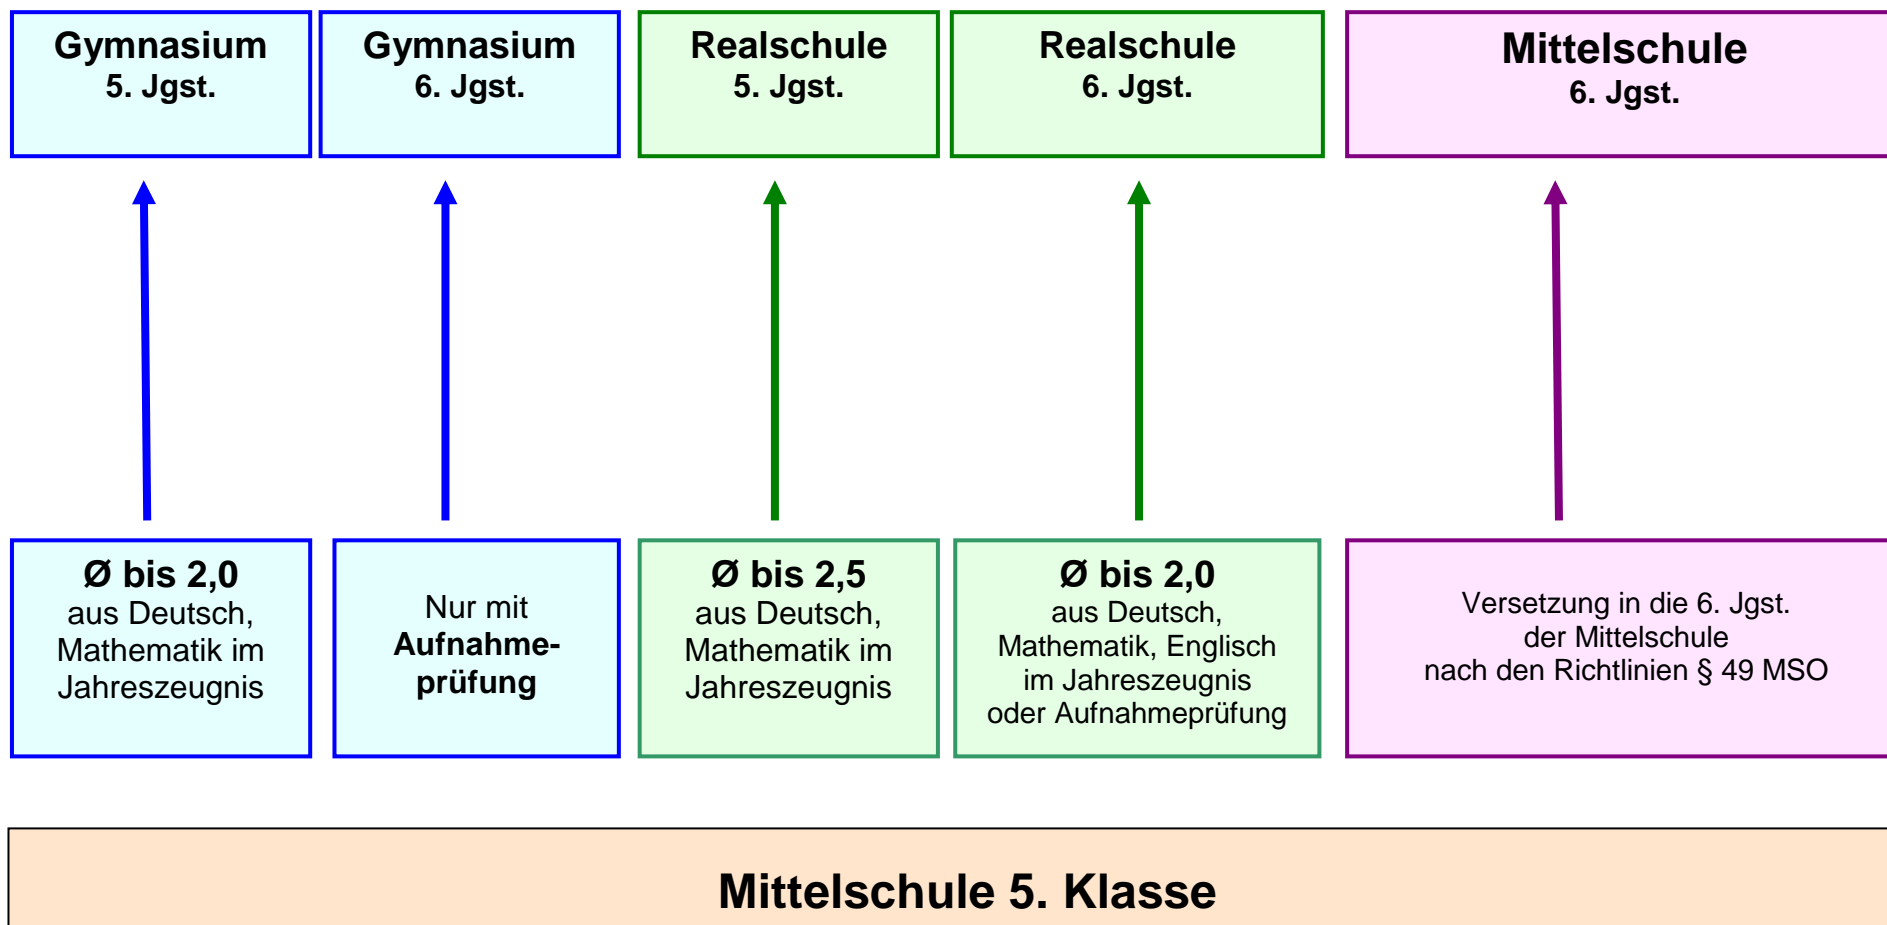 Gymnasium
5. Jgst.
Gymnasium
6. Jgst.
Realschule
5. Jgst.
Realschule
6. Jgst.
Mittelschule
6. Jgst.
Ø bis 2,0
aus Deutsch,
Mathematik im
Jahreszeugnis
Nur mit
Aufnahme-
prüfung
Ø bis 2,5
aus Deutsch,
Mathematik im
Jahreszeugnis
Ø bis 2,0
aus Deutsch,
Mathematik, Englisch
im Jahreszeugnis
oder Aufnahmeprüfung
Versetzung in die 6. Jgst.
der Mittelschule
nach den Richtlinien § 49 MSO
Mittelschule 5. Klasse